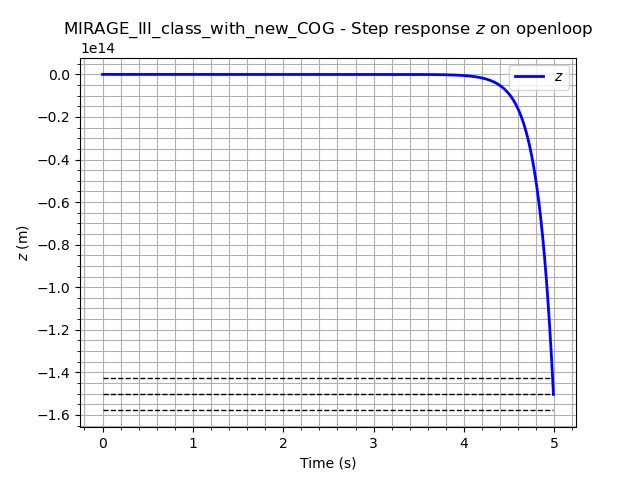 MIRAGE_III_class_with_new_COG - Step response z on openloop
1e14
0.0
−0.2
−0.4
−0.6
−0.8
−1.0
−1.2
−1.4
−1.6
z (m)
z
0 1 2 3 4 5
Time (s)